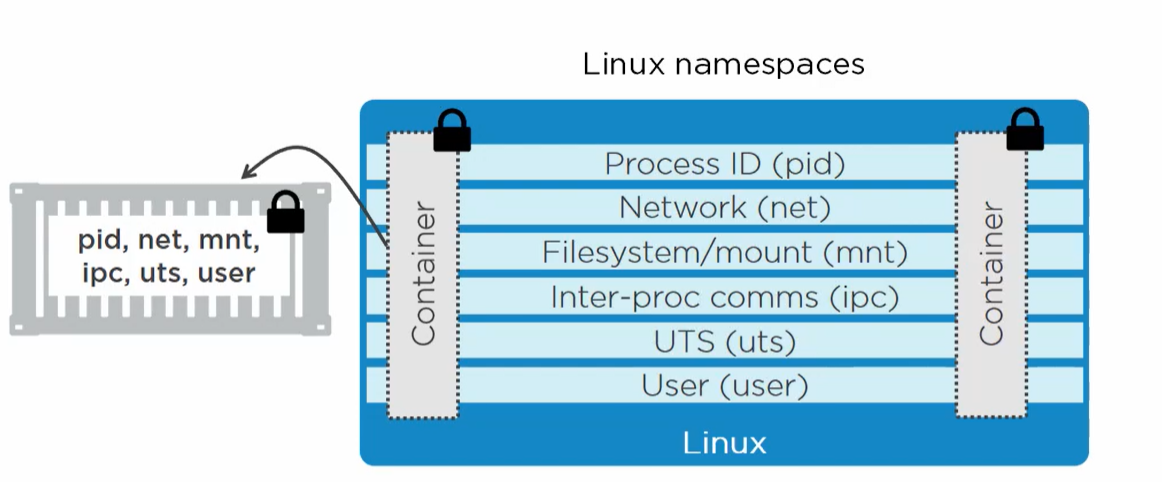 Linux namespaces
Process ID (pid)
Network (net)
Filesystem/mount (mnt)
Inter-proc comms (ipc)
UTS (uts)
User (user)
Linux
Container
Container
pid, net, mnt,
ipc, uts, user